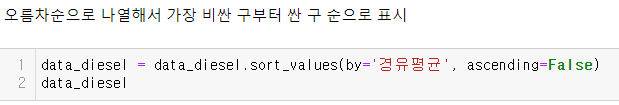 오름차순으로 나열해서 가장 비싼 구부터 싼 구 순으로 표시
1 data_diesel = data_diesel.sort_values(by='경유평균', ascending=False)
2 data_diesel